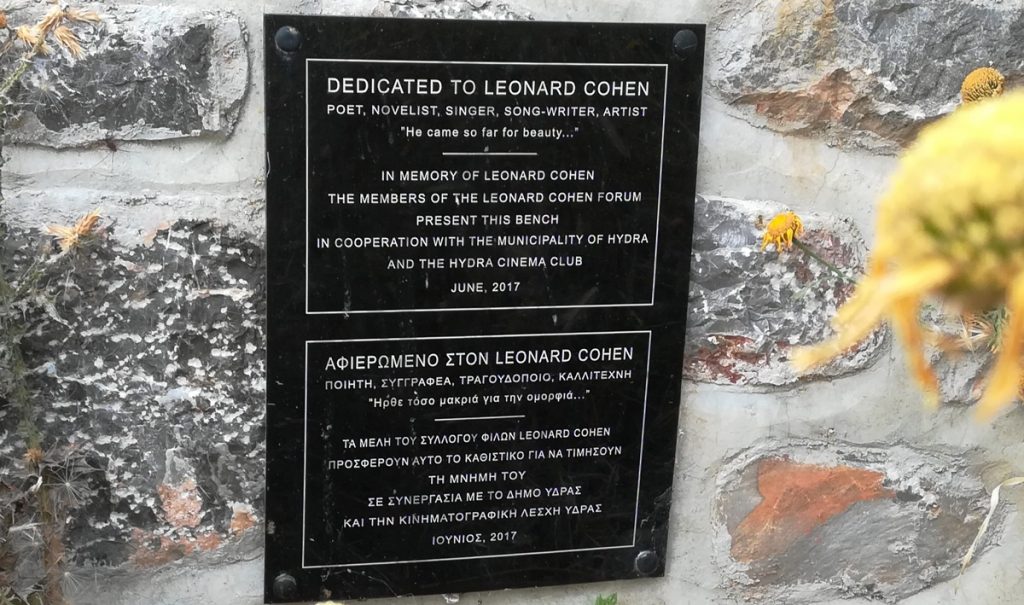 DEDICATED TO LEONARD COHEN
POET, NOVELIST, SINGER, SONG-WRITER, ARTIST
"He came so far for beauty..."
IN MEMORY OF LEONARD COHEN
THE MEMBERS OF THE LEONARD COHEN FORUM
PRESENT THIS BENCH
IN COOPERATION WITH THE MUNICIPALITY OF HYDRA
AND THE HYDRA CINEMA CLUB
JUNE, 2017
ΑΦΙΕΡΩΜΕΝΟ ΣΤΟΝ LEONARD COHEN
ΠΟΙΗΤΗ, ΣΥΓΓΡΑΦΕΑ, ΤΡΑΓΟΥΔΟΠΟΙΟ, ΚΑΛΛΙΤΕΧΝΗ
"Ήρθε τόσο μακριά για την ομορφιά..."
ΤΑ ΜΕΛΗ ΤΟΥ ΣΥΛΛΟΓΟΥ ΦΙΛΩΝ LEONARD COHEN
ΠΡΟΣΦΕΡΟΥΝ ΑΥΤΟ ΤΟ ΚΑΘΙΣΤΙΚΟ ΓΙΑ ΝΑ ΤΙΜΗΣΟΥΝ
ΤΗ ΜΝΗΜΗ ΤΟΥ
ΣΕ ΣΥΝΕΡΓΑΣΙΑ ΜΕ ΤΟ ΔΗΜΟ ΥΔΡΑΣ
ΚΑΙ ΤΗΝ ΚΙΝΗΜΑΤΟΓΡΑΦΙΚΗ ΛΕΣΧΗ ΥΔΡΑΣ
ΙΟΥΝΙΟΣ, 2017